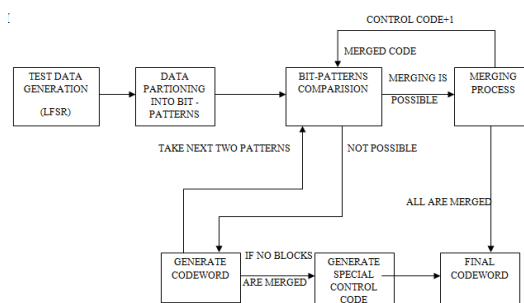 CONTROL CODE+1
MERGED CODE
TEST DATA
GENERATION
(LFSR)
DATA
PARTIONING
INTO BIT -
PATTERNS
BIT-PATTERNS
COMPARISION
MERGING IS
POSSIBLE
MERGING
PROCESS
TAKE NEXT TWO PATTERNS
NOT POSSIBLE
ALL ARE MERGED
GENERATE
CODEWORD
IF NO BLOCKS
ARE MERGED
GENERATE
SPECIAL
CONTROL
CODE
FINAL
CODEWORD